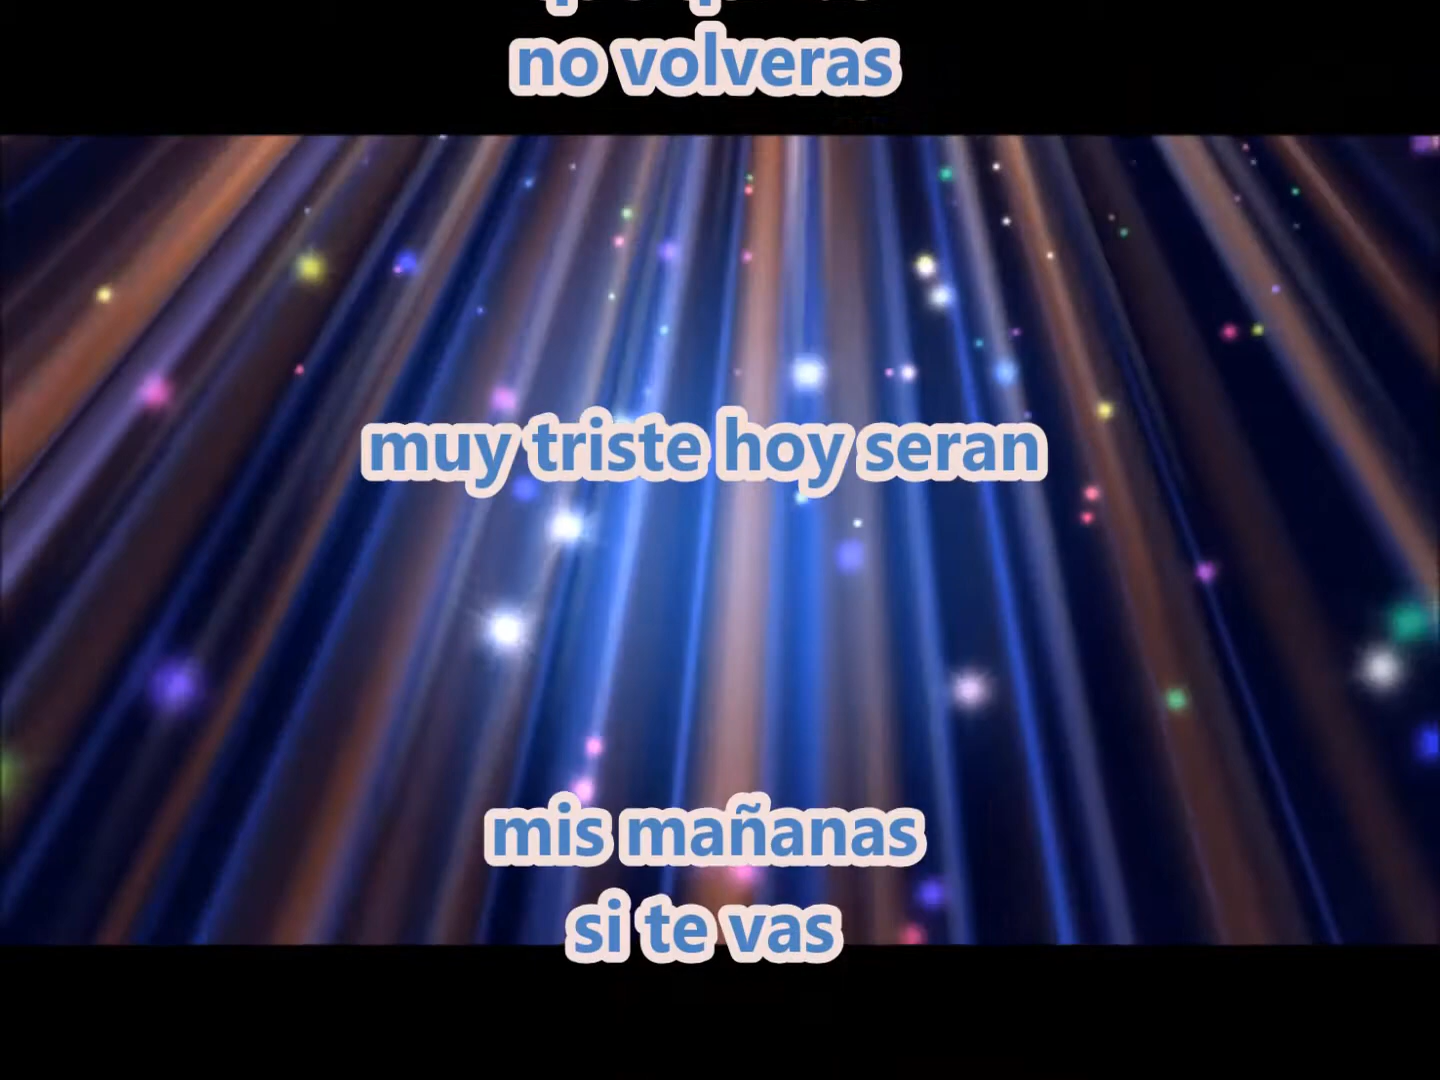 no volveras
muy triste hoy seran
mis mañanas
si te vas